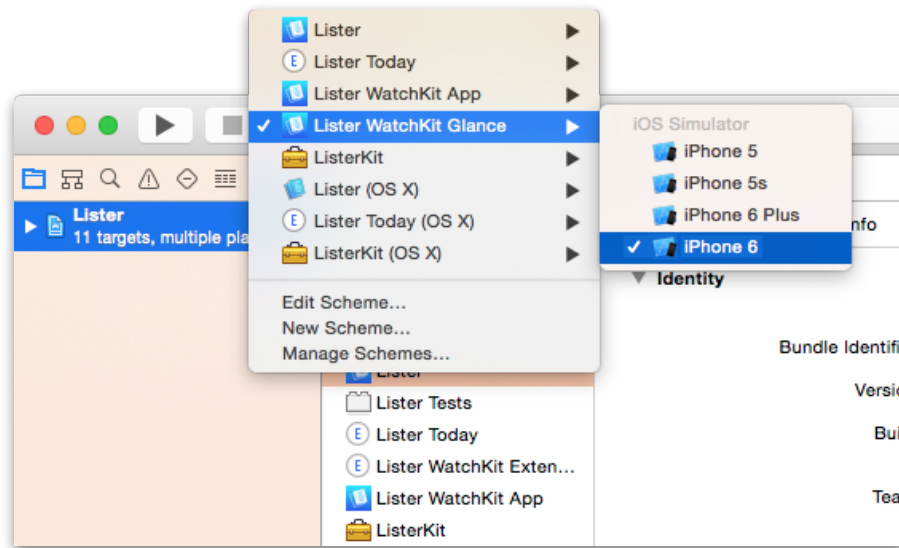 Lister
Lister Today
Lister WatchKit App
Lister WatchKit Glance
ListerKit
Lister (OS X)
Lister Today (OS X)
ListerKit (OS X)
Edit Scheme...
New Scheme...
Manage Schemes...
iOS Simulator
iPhone 5
iPhone 5s
iPhone 6 Plus
iPhone 6
Lister
11 targets, multiple pla
nfo
Identity
Bundle Identifi
Versio
Bui
Tea
Lister
Lister Tests
E Lister Today
E Lister WatchKit Exten...
Lister WatchKit App
ListerKit